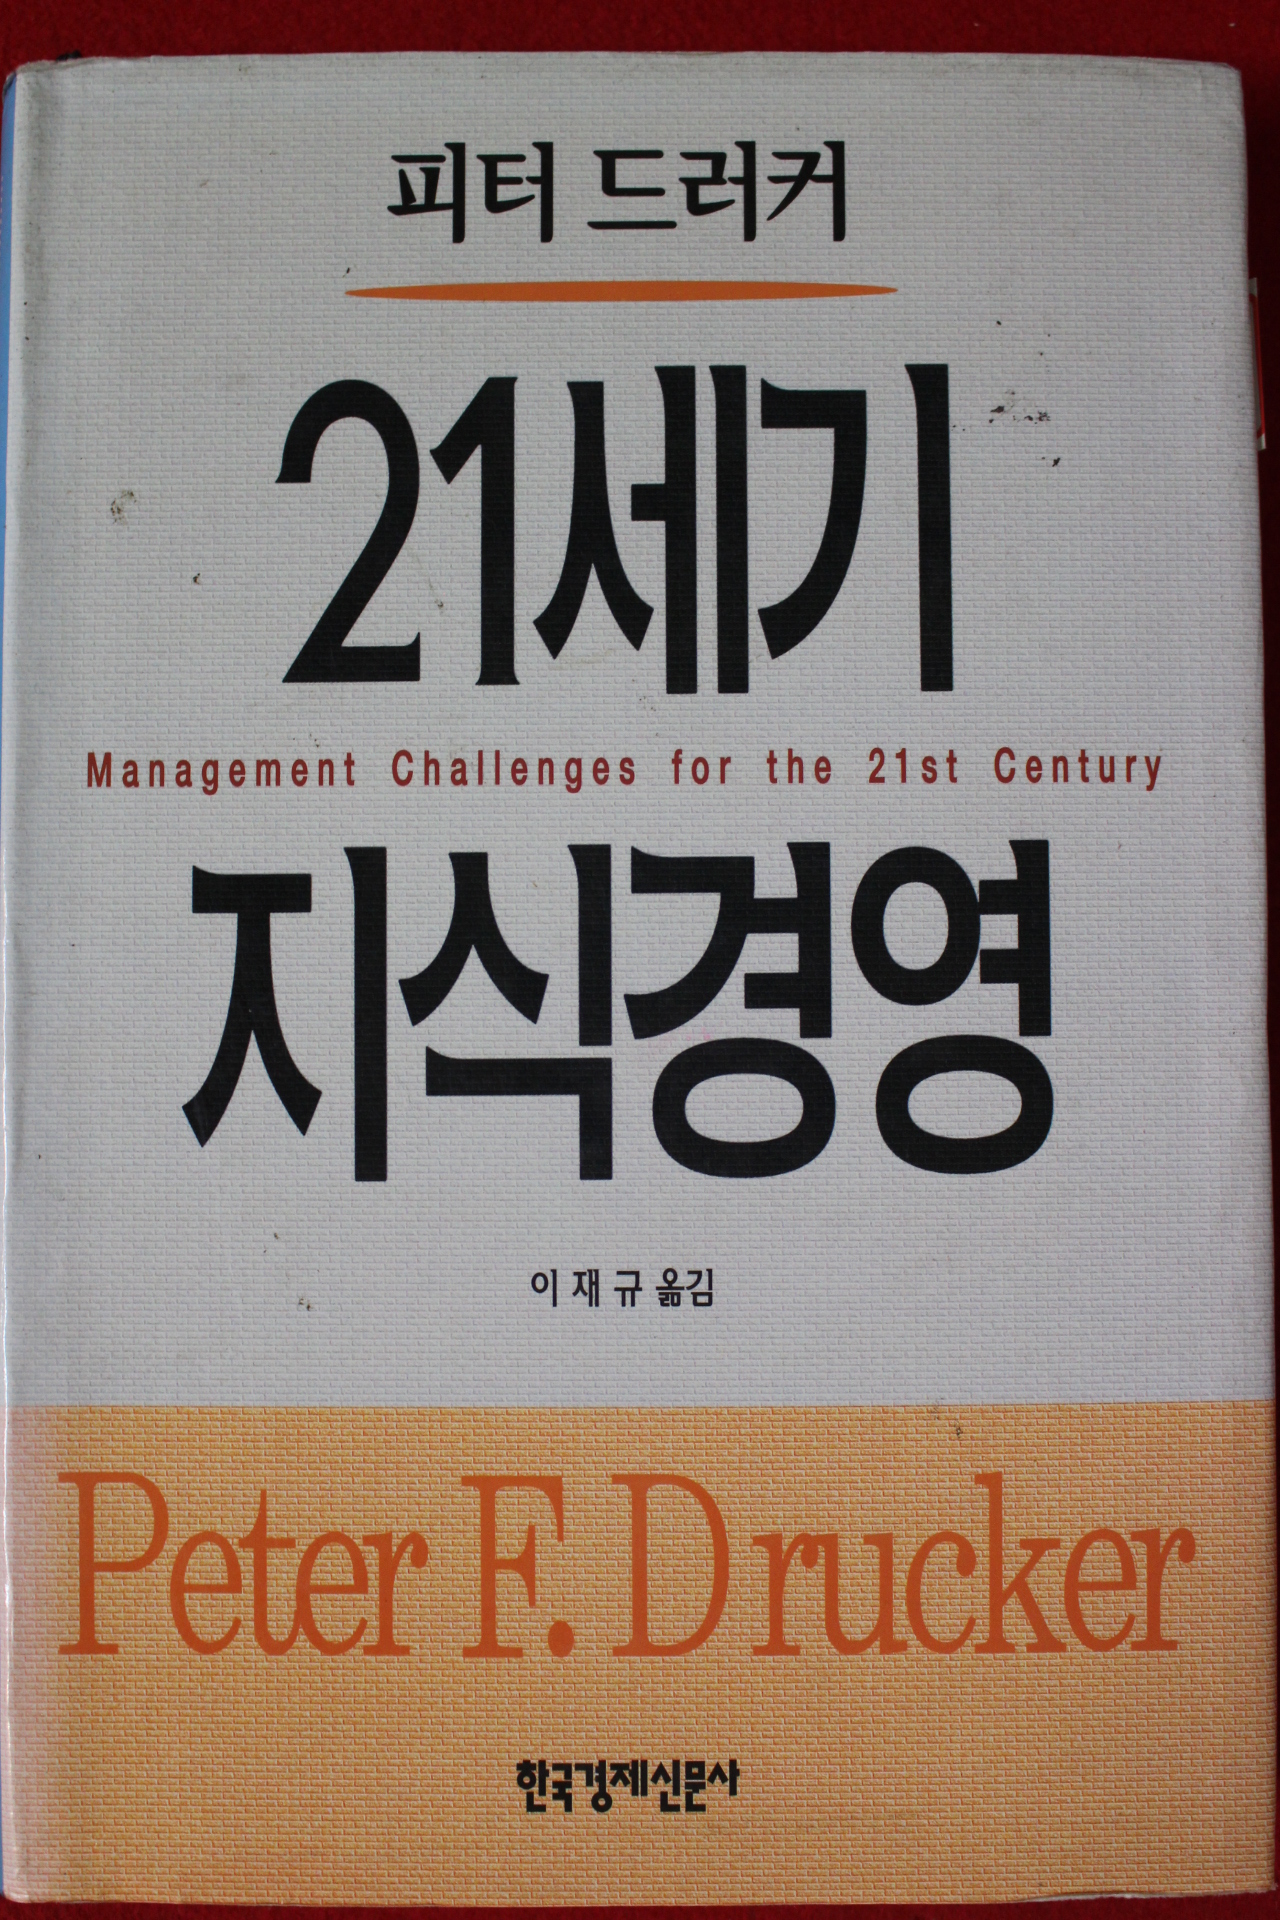 피터 드러커
21세기
Management Challenges for the 21st Century
지식경영
이재규 옮김
Peter F. Drucker
한국경제신문사